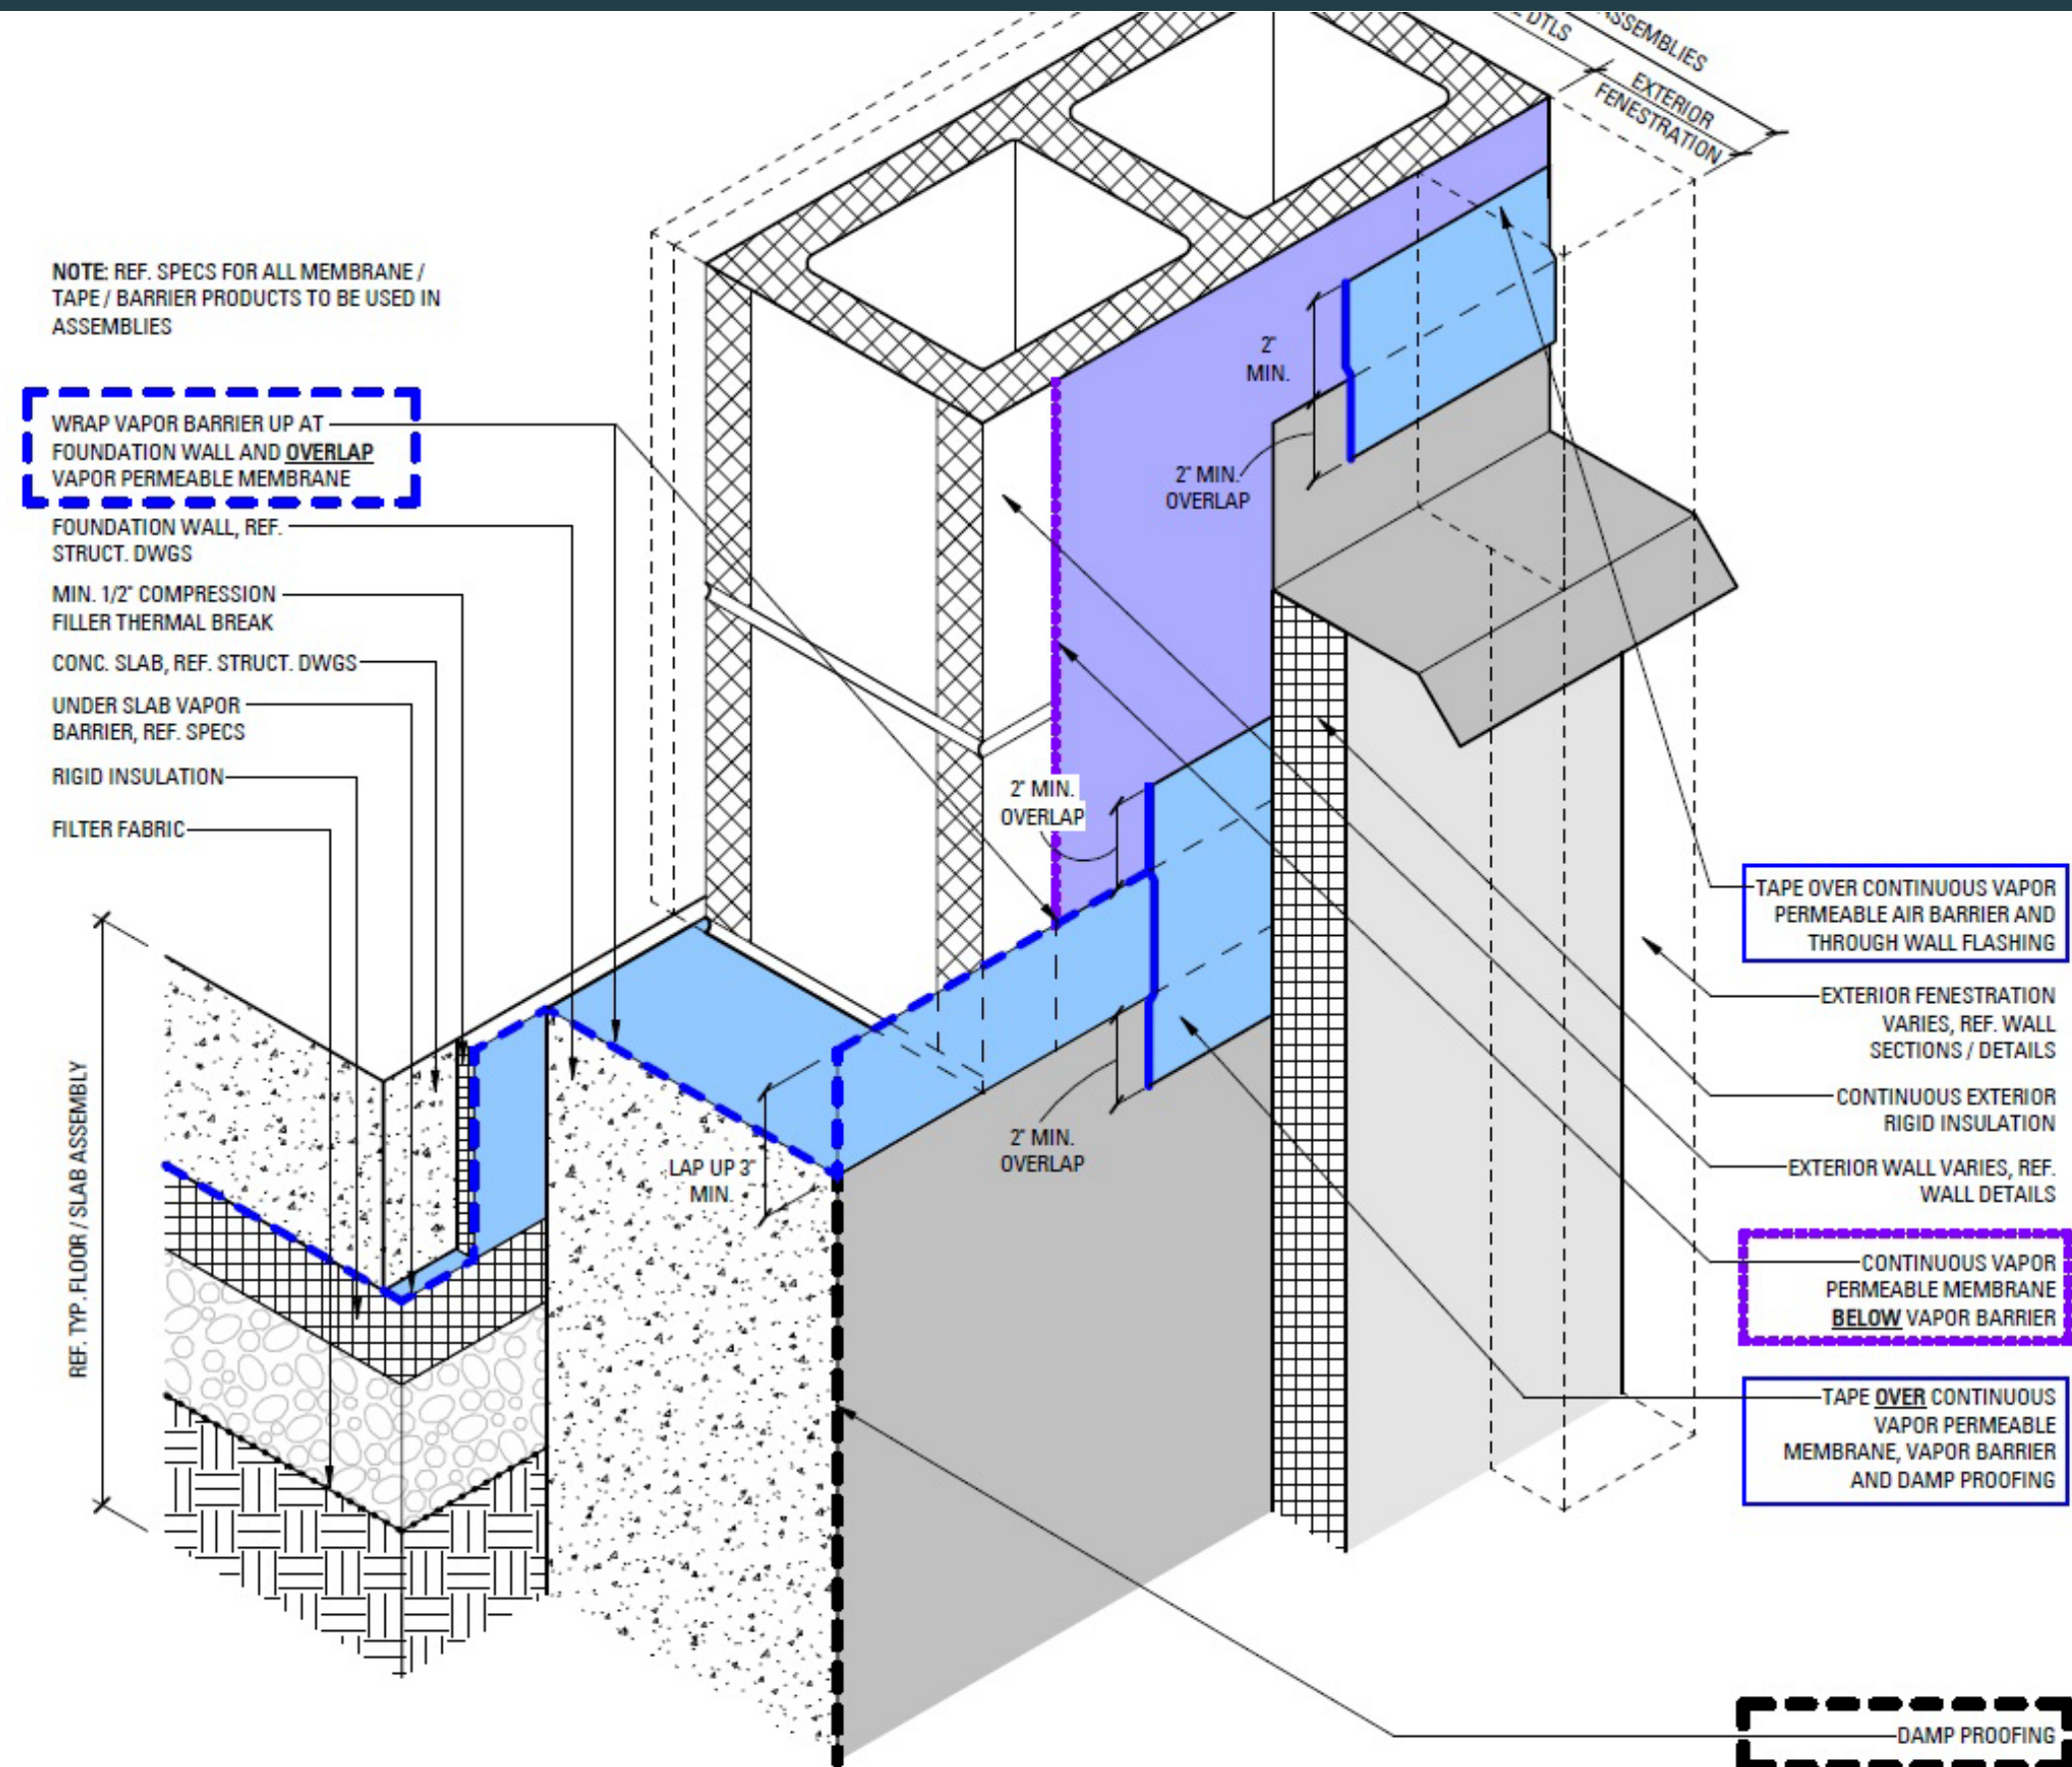 ASSEMBLIES
DTLS
EXTERIOR
FENESTRATION
NOTE: REF. SPECS FOR ALL MEMBRANE /
TAPE / BARRIER PRODUCTS TO BE USED IN
ASSEMBLIES
WRAP VAPOR BARRIER UP AT
FOUNDATION WALL AND OVERLAP
VAPOR PERMEABLE MEMBRANE
FOUNDATION WALL, REF.
STRUCT. DWGS
MIN. 1/2" COMPRESSION
FILLER THERMAL BREAK
CONC. SLAB, REF. STRUCT. DWGS
UNDER SLAB VAPOR
BARRIER, REF. SPECS
RIGID INSULATION
FILTER FABRIC
REF. TYP. FLOOR / SLAB ASSEMBLY
2"
MIN.
2" MIN.
OVERLAP
2" MIN.
OVERLAP
LAP UP 3"
MIN.
2" MIN.
OVERLAP
TAPE OVER CONTINUOUS VAPOR
PERMEABLE AIR BARRIER AND
THROUGH WALL FLASHING
EXTERIOR FENESTRATION
VARIES, REF. WALL
SECTIONS / DETAILS
CONTINUOUS EXTERIOR
RIGID INSULATION
EXTERIOR WALL VARIES, REF.
WALL DETAILS
CONTINUOUS VAPOR
PERMEABLE MEMBRANE
BELOW VAPOR BARRIER
TAPE OVER CONTINUOUS
VAPOR PERMEABLE
MEMBRANE, VAPOR BARRIER
AND DAMP PROOFING
DAMP PROOFING